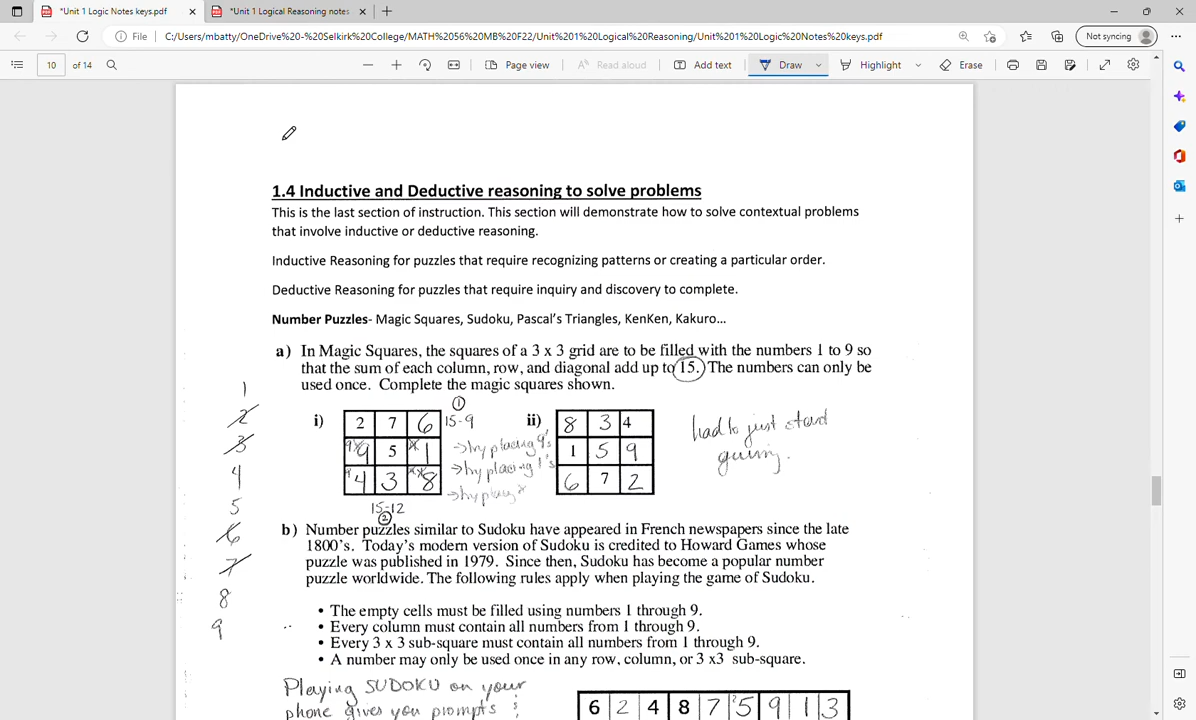 *Unit 1 Logic Notes keys.pdf
*Unit 1 Logical Reasoning notes
File
C:/Users/mbatty/OneDrive%20-%20Selkirk%20College/MATH%2056%20MB%20F22/Unit%201%20Logical%20Reasoning/Unit%201%20Logic%20Notes%20keys.pdf
Not syncing
10 of 14
Page view
Read aloud
Add text
Draw
Highlight
Erase
1.4 Inductive and Deductive reasoning to solve problems
This is the last section of instruction. This section will demonstrate how to solve contextual problems
that involve inductive or deductive reasoning.
Inductive Reasoning for puzzles that require recognizing patterns or creating a particular order.
Deductive Reasoning for puzzles that require inquiry and discovery to complete.
Number Puzzles- Magic Squares, Sudoku, Pascal's Triangles, KenKen, Kakuro...
a) In Magic Squares, the squares of a 3 x 3 grid are to be filled with the numbers 1 to 9 so
that the sum of each column, row, and diagonal add up to 15. The numbers can only be
used once. Complete the magic squares shown.
1
2
3
4
5
6
7
8
9
i)
2 7 6
9 5 1
4 3 8
1
15-9
→ try placing 9's
→ try placing 1's
15-12
2
ii)
8 3 4
1 5 9
6 7 2
had to just start
b) Number puzzles similar to Sudoku have appeared in French newspapers since the late
1800's. Today's modern version of Sudoku is credited to Howard Games whose
puzzle was published in 1979. Since then, Sudoku has become a popular number
puzzle worldwide. The following rules apply when playing the game of Sudoku.
• The empty cells must be filled using numbers 1 through 9.
• Every column must contain all numbers from 1 through 9.
• Every 3 x 3 sub-square must contain all numbers from 1 through 9.
• A number may only be used once in any row, column, or 3 x3 sub-square.
Playing SUDOKU on your
phone gives you prompts
6 2 4 8 7 5 9 1 3